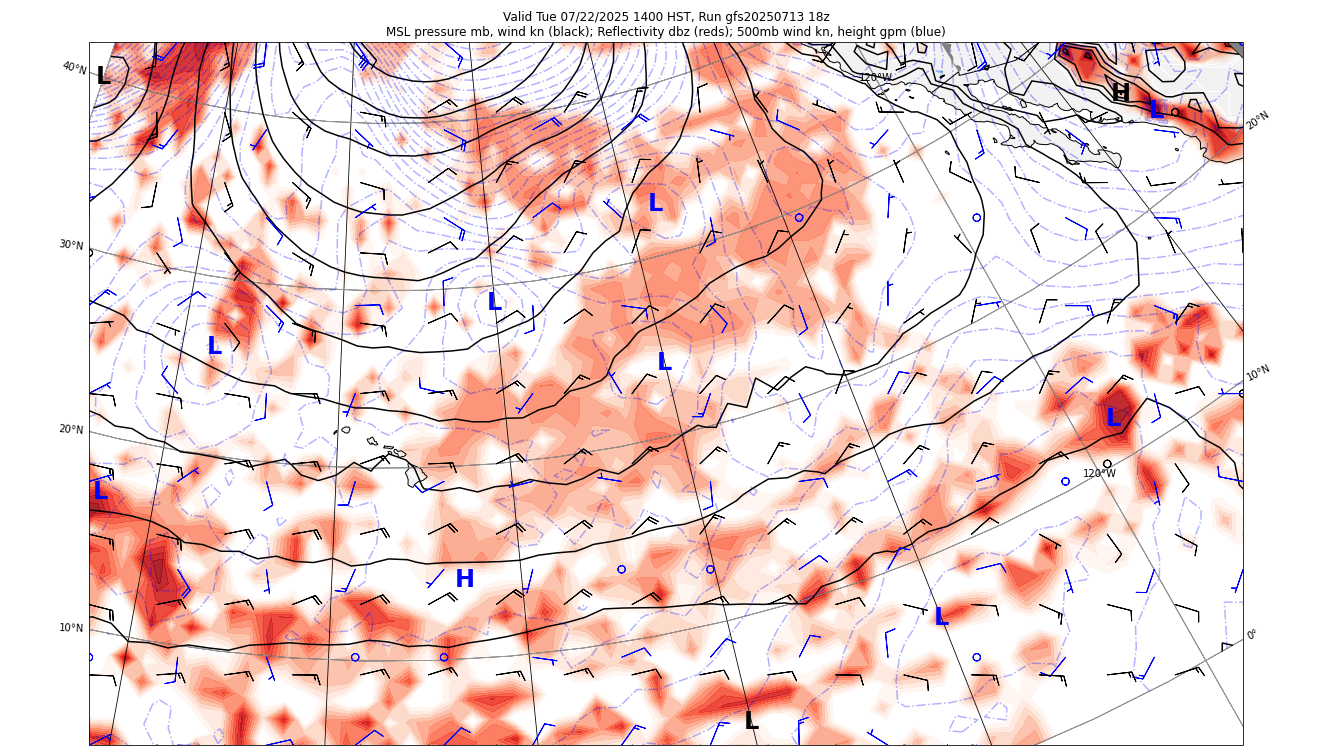 Valid Tue 07/22/2025 1400 HST, Run gfs20250713 18z
MSL pressure mb, wind kn (black); Reflectivity dbz (reds); 500mb wind kn, height gpm (blue)
40°N
L
120°W
H
L
20°N
L
30°N
L
L
L
10°N
L
20°N
120°W
L
H
L
10°N
0°
L